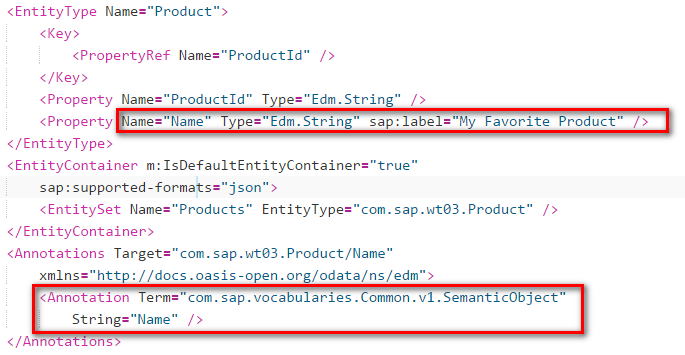 <EntityType Name="Product">
<Key>
<PropertyRef Name="ProductId" />
</Key>
<Property Name="ProductId" Type="Edm.String" />
<Property Name="Name" Type="Edm.String" sap:label="My Favorite Product" />
</EntityType>
<EntityContainer m:IsDefaultEntityContainer="true"
sap:supported-formats="json">
<EntitySet Name="Products" EntityType="com.sap.wt03.Product" />
</EntityContainer>
<Annotations Target="com.sap.wt03.Product/Name"
xmlns="http://docs.oasis-open.org/odata/ns/edm">
<Annotation Term="com.sap.vocabularies.Common.v1.SemanticObject"
String="Name" />
</Annotations>